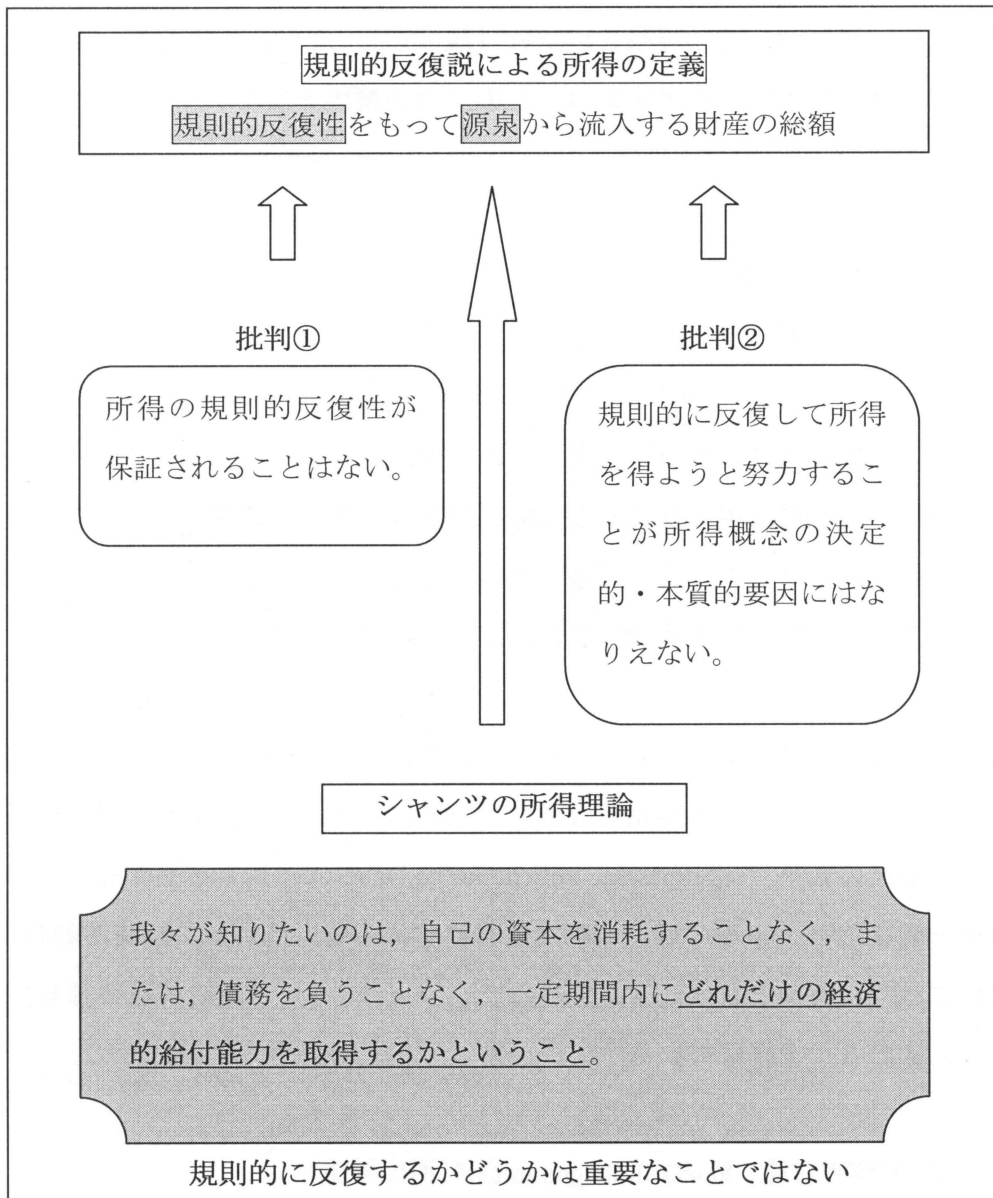 規則的反復説による所得の定義
規則的反復性をもって源泉から流入する財産の総額
批判①
所得の規則的反復性が
保証されることはない。
批判②
規則的に反復して所得
を得ようと努力するこ
とが所得概念の決定
的・本質的要因にはな
りえない。
シャンツの所得理論
我々が知りたいのは，自己の資本を消耗することなく，ま
たは，債務を負うことなく，一定期間内にどれだけの経済
的給付能力を取得するかということ。
規則的に反復するかどうかは重要なことではない